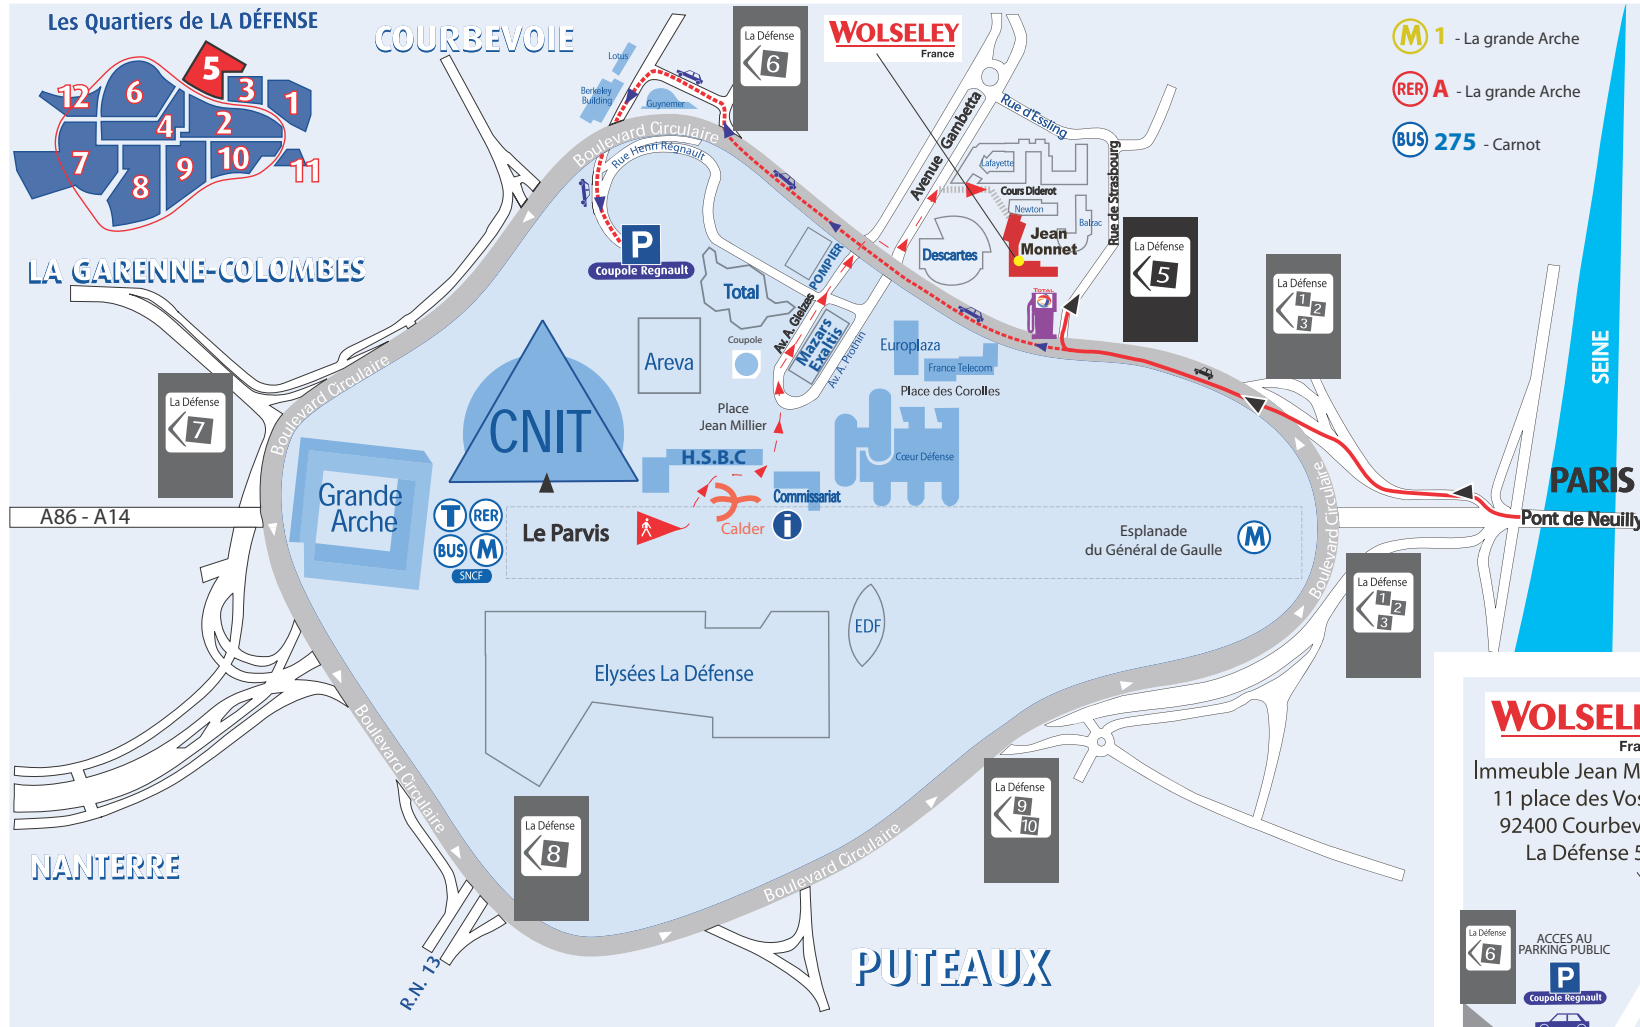 Les Quartiers de LA DÉFENSE
5
12
6
3
1
4
2
7
9
10
11
8
COURBEVOIE
LA GARENNE-COLOMBES
NANTERRE
PUTEAUX
PARIS
Pont de Neuilly
SEINE
WOLSELEY
France
M 1 - La grande Arche
RER A - La grande Arche
BUS 275 - Carnot
La Défense
6
Lotus
Berkeley
Building
Guynemer
Boulevard Circulaire
Rue Henri Régnault
P
Coupole Regnault
Avenue Gambetta
Rue d'Essling
Rue de Strasbourg
Lafayette
Cours Diderot
Newton
Balzac
Jean
Monnet
Descartes
TOTAL
La Défense
5
La Défense
1
2
3
POMPIER
Av. A. Gleizes
Mazars
Exaltis
Av. A. Prothin
Total
Coupole
Areva
Europlaza
France Telecom
Place des Corolles
Place
Jean Millier
CNIT
H.S.B.C
Cœur Défense
Commissariat
Calder
i
Le Parvis
Grande
Arche
T
RER
BUS
M
SNCF
Boulevard Circulaire
La Défense
7
A86 - A14
Esplanade
du Général de Gaulle
M
Boulevard Circulaire
La Défense
1
2
3
EDF
Elysées La Défense
Boulevard Circulaire
La Défense
8
R.N. 13
Boulevard Circulaire
La Défense
9
10
WOLSEL
Fra
Immeuble Jean M
11 place des Vos
92400 Courbev
La Défense 5
La Défense
6
ACCES AU
PARKING PUBLIC
P
Coupole Regnault